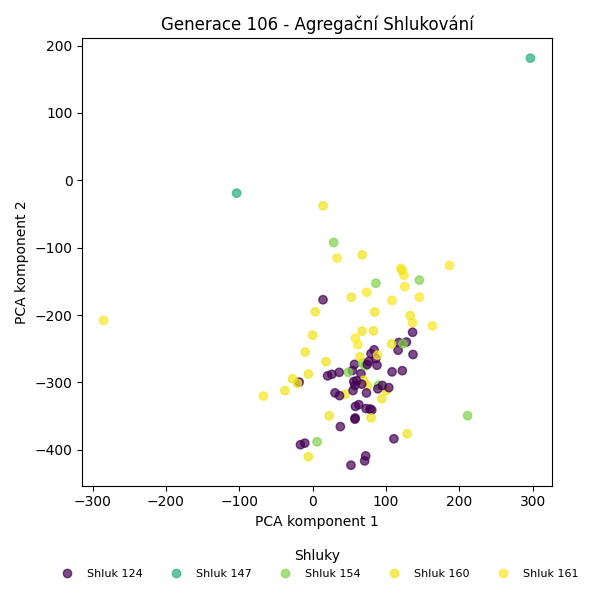 Generace 106 - Agregační Shlukování
200
100
0
−100
−200
−300
−400
PCA komponent 2
−300 −200 −100 0 100 200 300
PCA komponent 1
Shluky
Shluk 124 Shluk 147 Shluk 154 Shluk 160 Shluk 161